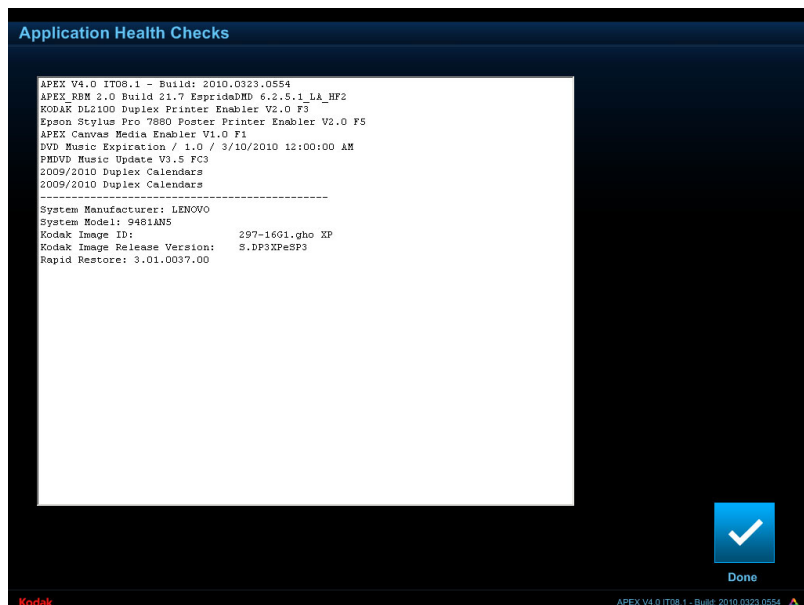 Application Health Checks
APEX V4.0 IT08.1 - Build: 2010.0323.0554
APEX_RBM 2.0 Build 21.7 EspridaDMD 6.2.5.1_LA_HF2
KODAK DL2100 Duplex Printer Enabler V2.0 F3
Epson Stylus Pro 7880 Poster Printer Enabler V2.0 F5
APEX Canvas Media Enabler V1.0 F1
DVD Music Expiration / 1.0 / 3/10/2010 12:00:00 AM
PMDVD Music Update V3.5 FC3
2009/2010 Duplex Calendars
2009/2010 Duplex Calendars
----------------------------------------------
System Manufacturer: LENOVO
System Model: 9481AN5
Kodak Image ID: 297-16G1.gho XP
Kodak Image Release Version: S.DP3XPeSP3
Rapid Restore: 3.01.0037.00
Done
Kodak
APEX V4.0 IT08.1 - Build: 2010.0323.0554